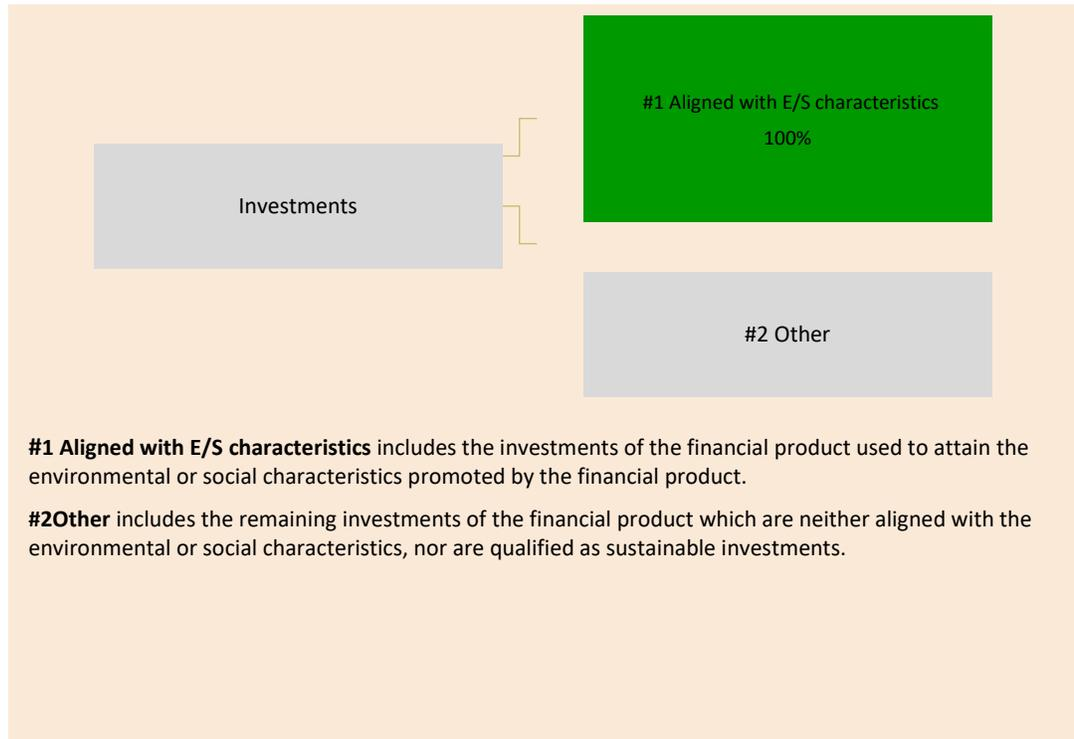 #1 Aligned with E/S characteristics
100%
Investments
#2 Other
#1 Aligned with E/S characteristics includes the investments of the financial product used to attain the
environmental or social characteristics promoted by the financial product.
#2Other includes the remaining investments of the financial product which are neither aligned with the
environmental or social characteristics, nor are qualified as sustainable investments.